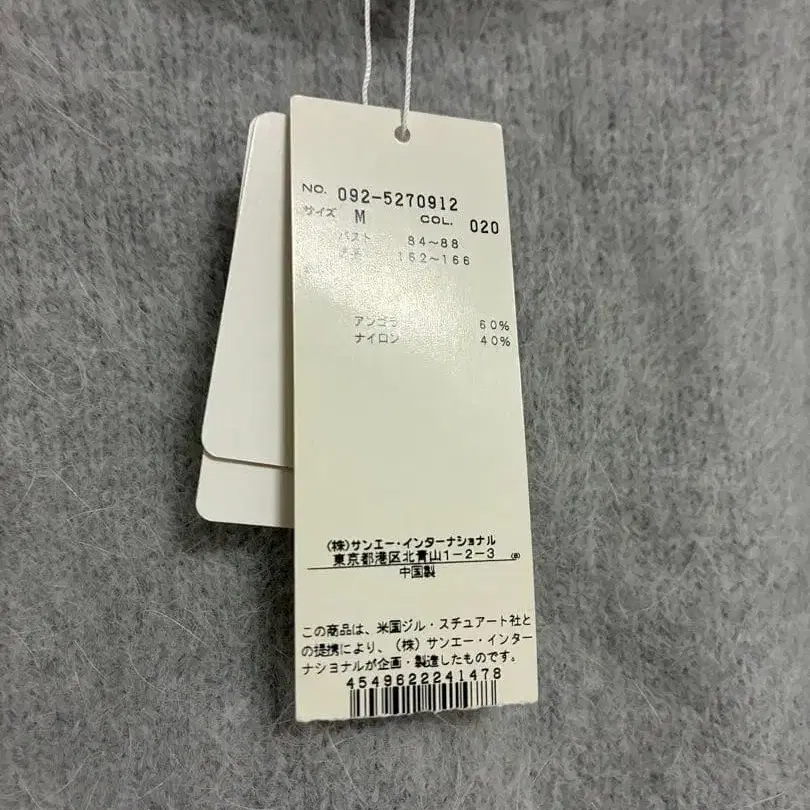 NO. 092-5270912
サイズ M COL. 020
バスト 84～88
身長 152～166
アンゴラ 60%
ナイロン 40%
(株)サンエー・インターナショナル
東京都港区北青山1-2-3
中国製
この商品は、米国ジル・スチュアート社と
の提携により、(株)サンエー・インター
ナショナルが企画・製造したものです。
4549622241478